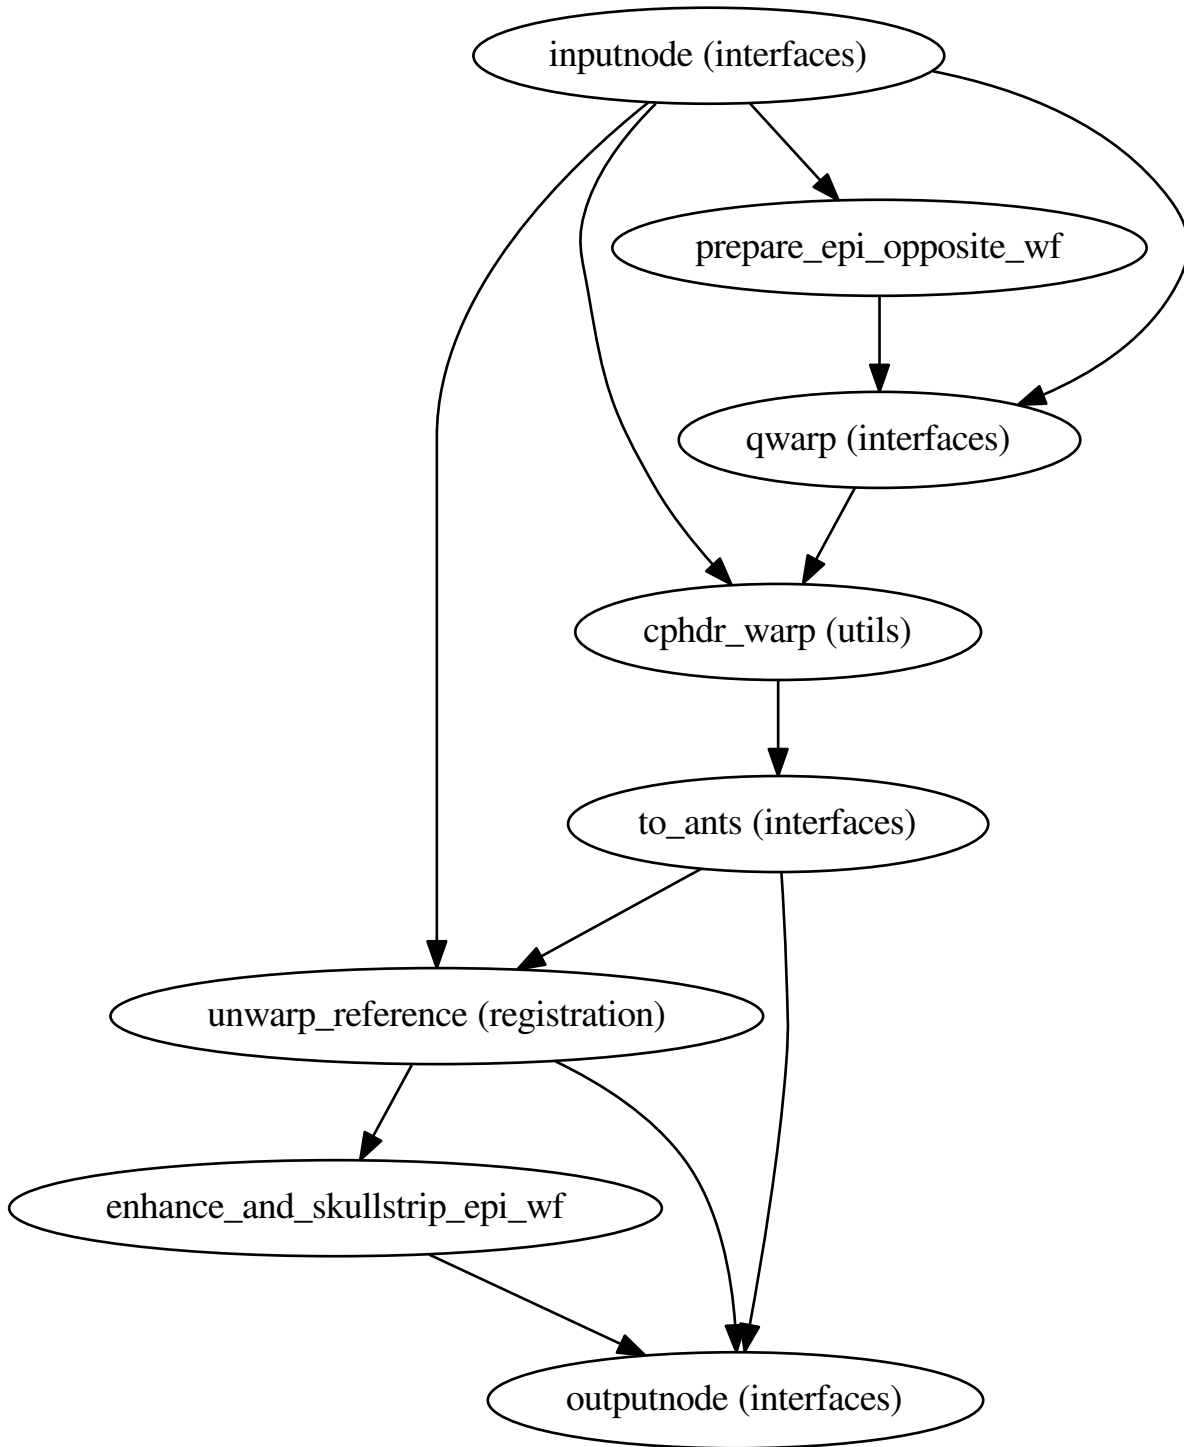 inputnode (interfaces)
prepare_epi_opposite_wf
qwarp (interfaces)
cphdr_warp (utils)
to_ants (interfaces)
unwarp_reference (registration)
enhance_and_skullstrip_epi_wf
outputnode (interfaces)